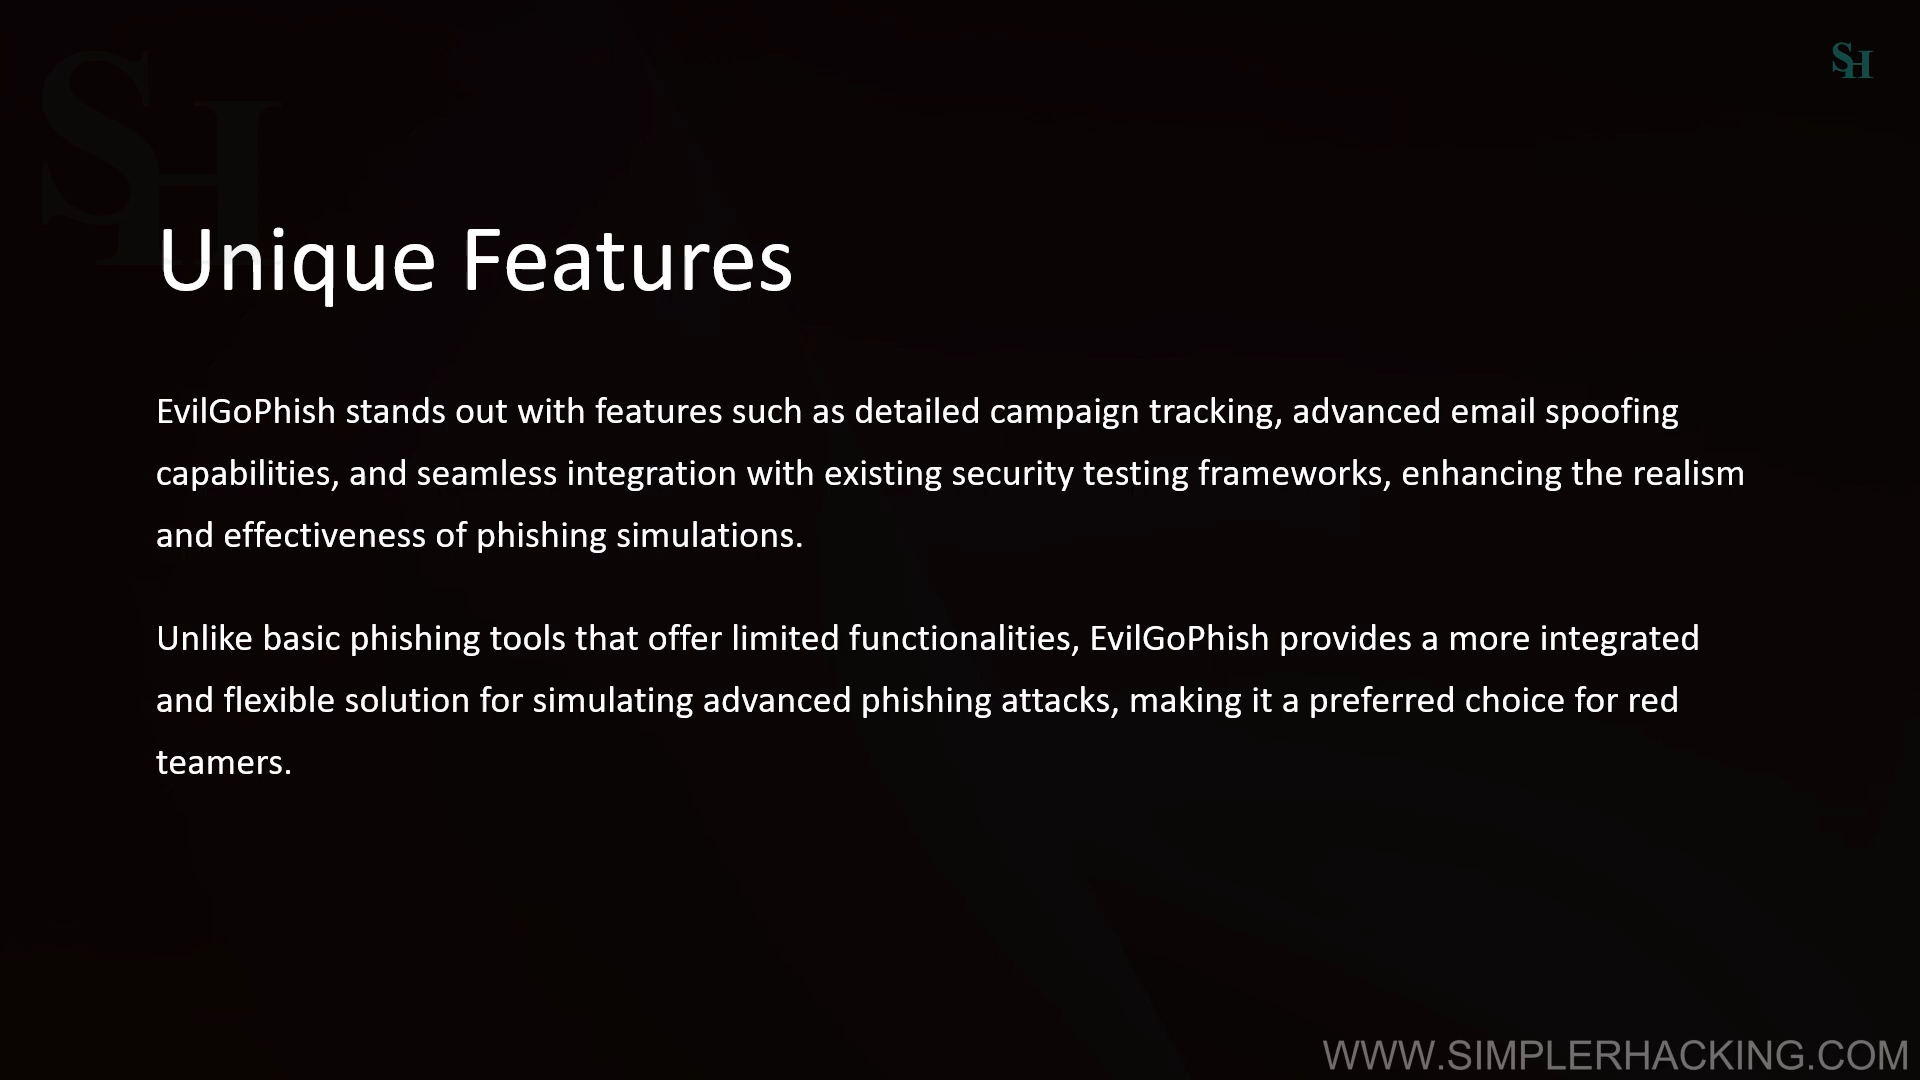 SH
SH
Unique Features
EvilGoPhish stands out with features such as detailed campaign tracking, advanced email spoofing
capabilities, and seamless integration with existing security testing frameworks, enhancing the realism
and effectiveness of phishing simulations.
Unlike basic phishing tools that offer limited functionalities, EvilGoPhish provides a more integrated
and flexible solution for simulating advanced phishing attacks, making it a preferred choice for red
teamers.
WWW.SIMPLERHACKING.COM